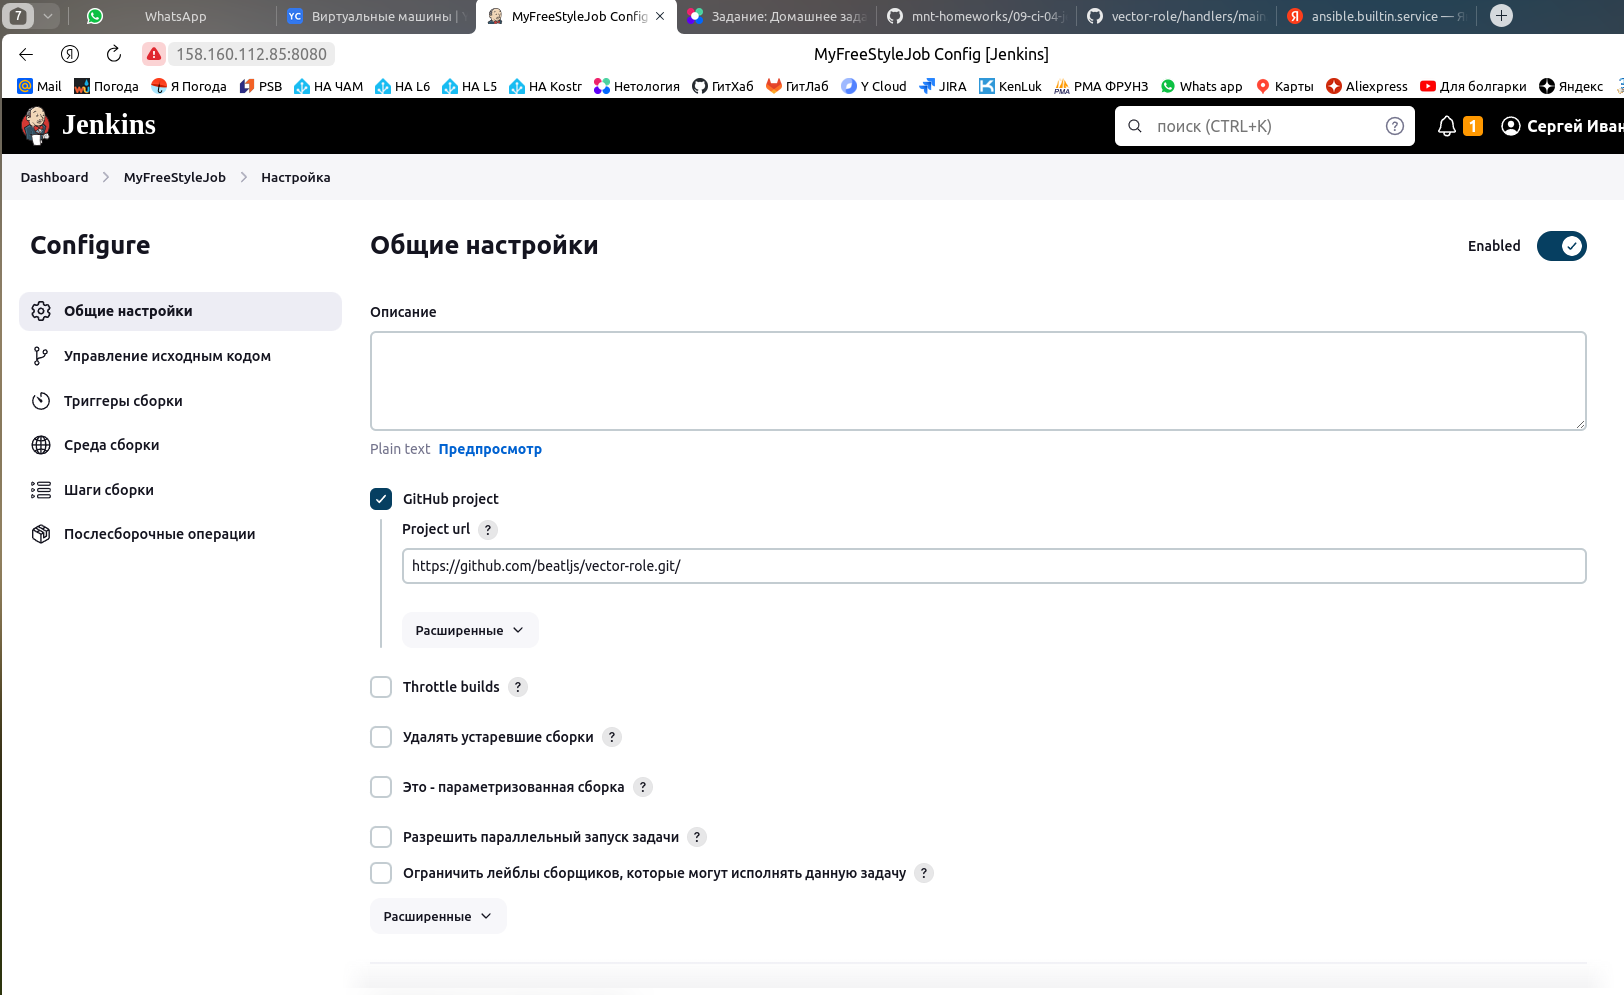 7 WhatsApp YC Виртуальные машины | MyFreeStyleJob Config Задание: Домашнее зада mnt-homeworks/09-ci-04- vector-role/handlers/main ansible.builtin.service —
158.160.112.85:8080 MyFreeStyleJob Config [Jenkins]
Mail Погода Я Погода PSB НА ЧАМ НА L6 НА L5 НА Kostr Нетология ГитХаб ГитЛаб Y Cloud JIRA KenLuk РМА ФРУНЗ Whats app Карты Aliexpress Для болгарки Яндекс
Jenkins поиск (CTRL+K) ? 1 Сергей Иван
Dashboard MyFreeStyleJob Настройка
Configure
Общие настройки
Управление исходным кодом
Триггеры сборки
Среда сборки
Шаги сборки
Послесборочные операции
Общие настройки Enabled
Описание
Plain text Предпросмотр
GitHub project
Project url ?
https://github.com/beatljs/vector-role.git/
Расширенные
Throttle builds ?
Удалять устаревшие сборки ?
Это - параметризованная сборка ?
Разрешить параллельный запуск задачи ?
Ограничить лейблы сборщиков, которые могут исполнять данную задачу ?
Расширенные